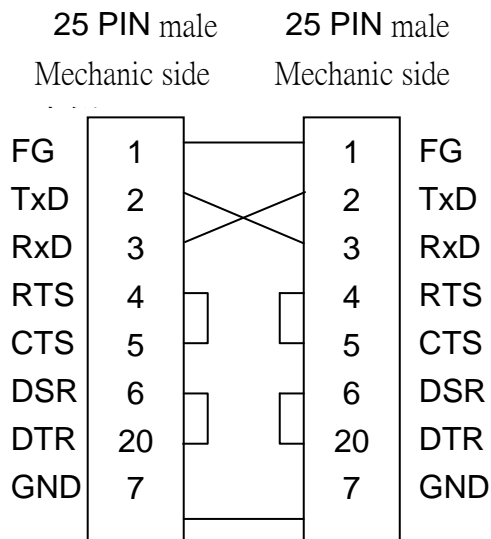 25 PIN male 25 PIN male
Mechanic side Mechanic side
FG 1 1 FG
TxD 2 2 TxD
RxD 3 3 RxD
RTS 4 4 RTS
CTS 5 5 CTS
DSR 6 6 DSR
DTR 20 20 DTR
GND 7 7 GND